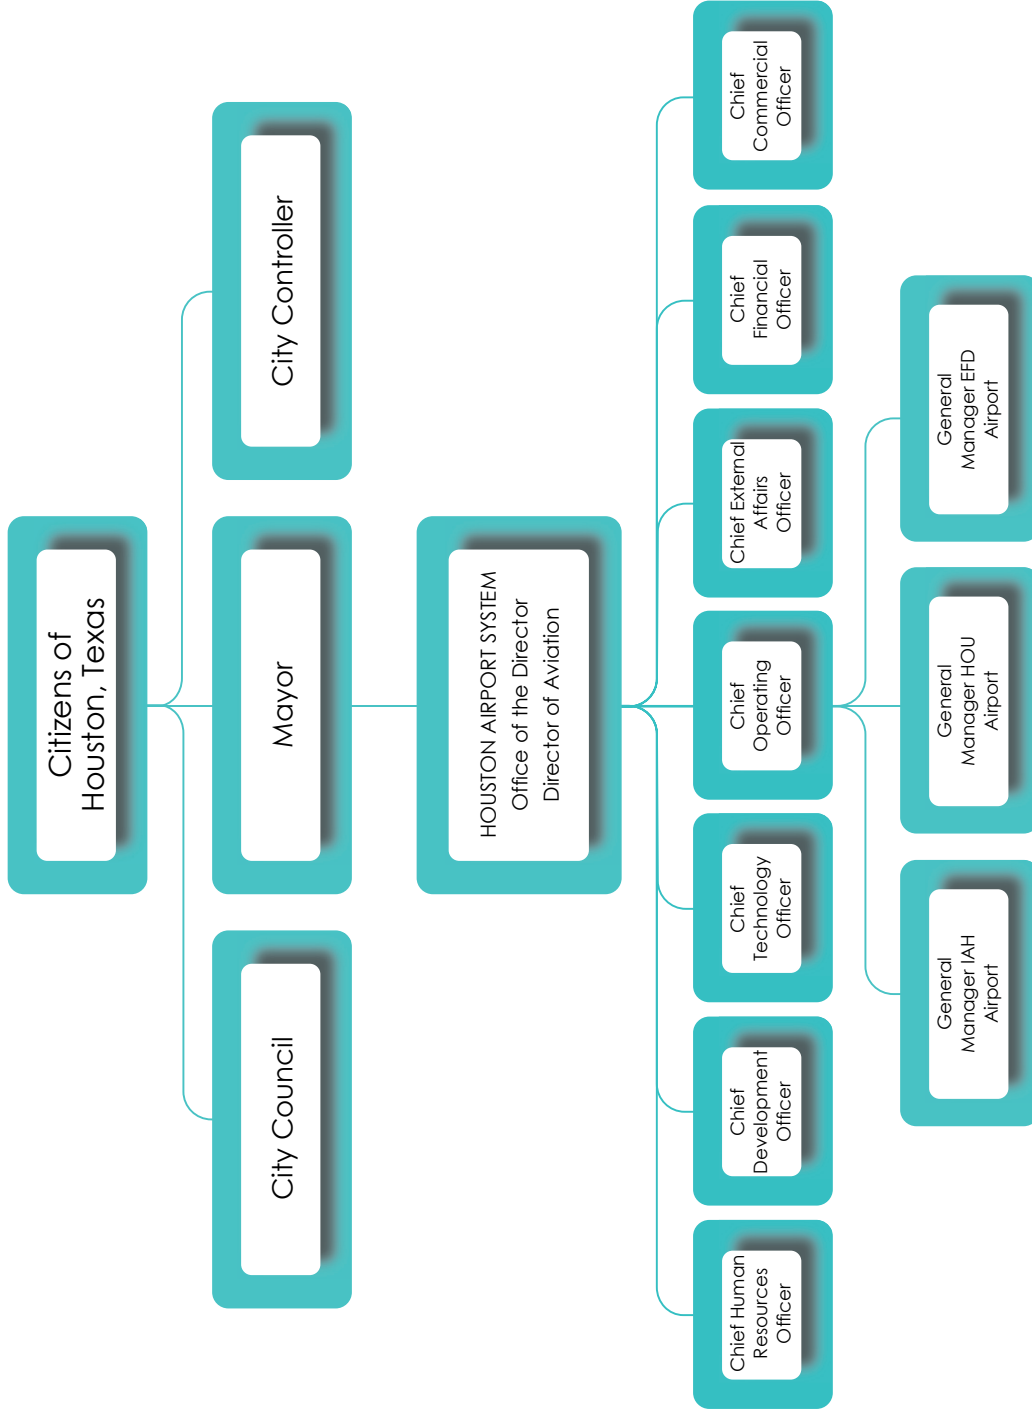 Citizens of
Houston, Texas
City Council
Mayor
City Controller
HOUSTON AIRPORT SYSTEM
Office of the Director
Director of Aviation
Chief Human
Resources
Officer
Chief
Development
Officer
Chief
Technology
Officer
Chief
Operating
Officer
Chief External
Affairs
Officer
Chief
Financial
Officer
Chief
Commercial
Officer
General
Manager IAH
Airport
General
Manager HOU
Airport
General
Manager EFD
Airport